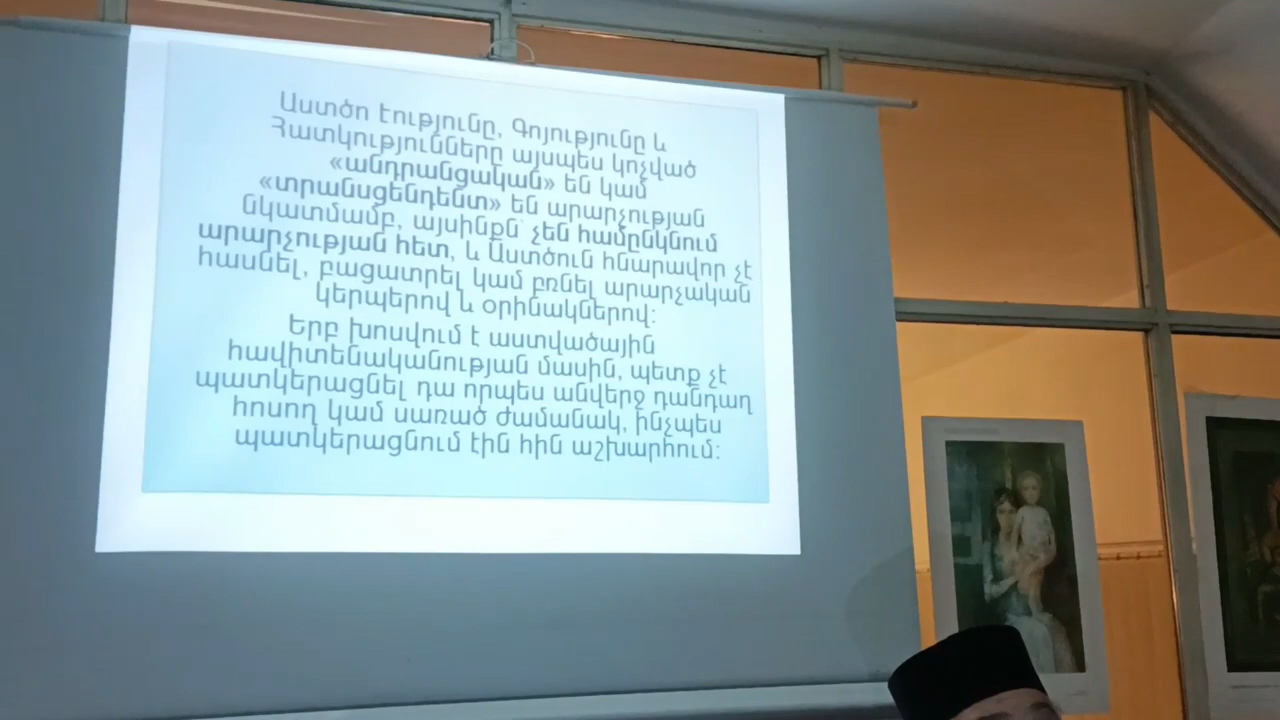 Աստծո էությունը, Գոյությունը և
Հատկությունները այսպես կոչված
«անդրանցական» են կամ
«տրանսցենդենտ» են արարչության
նկատմամբ, այսինքն՝ չեն համընկնում
արարչության հետ, և Աստծուն հնարավոր չէ
հասնել, բացատրել կամ բռնել արարչական
կերպերով և օրինակներով:
Երբ խոսվում է աստվածային
հավիտենականության մասին, պետք չէ
պատկերացնել դա որպես անվերջ դանդաղ
հոսող կամ սառած ժամանակ, ինչպես
պատկերացնում էին հին աշխարհում: